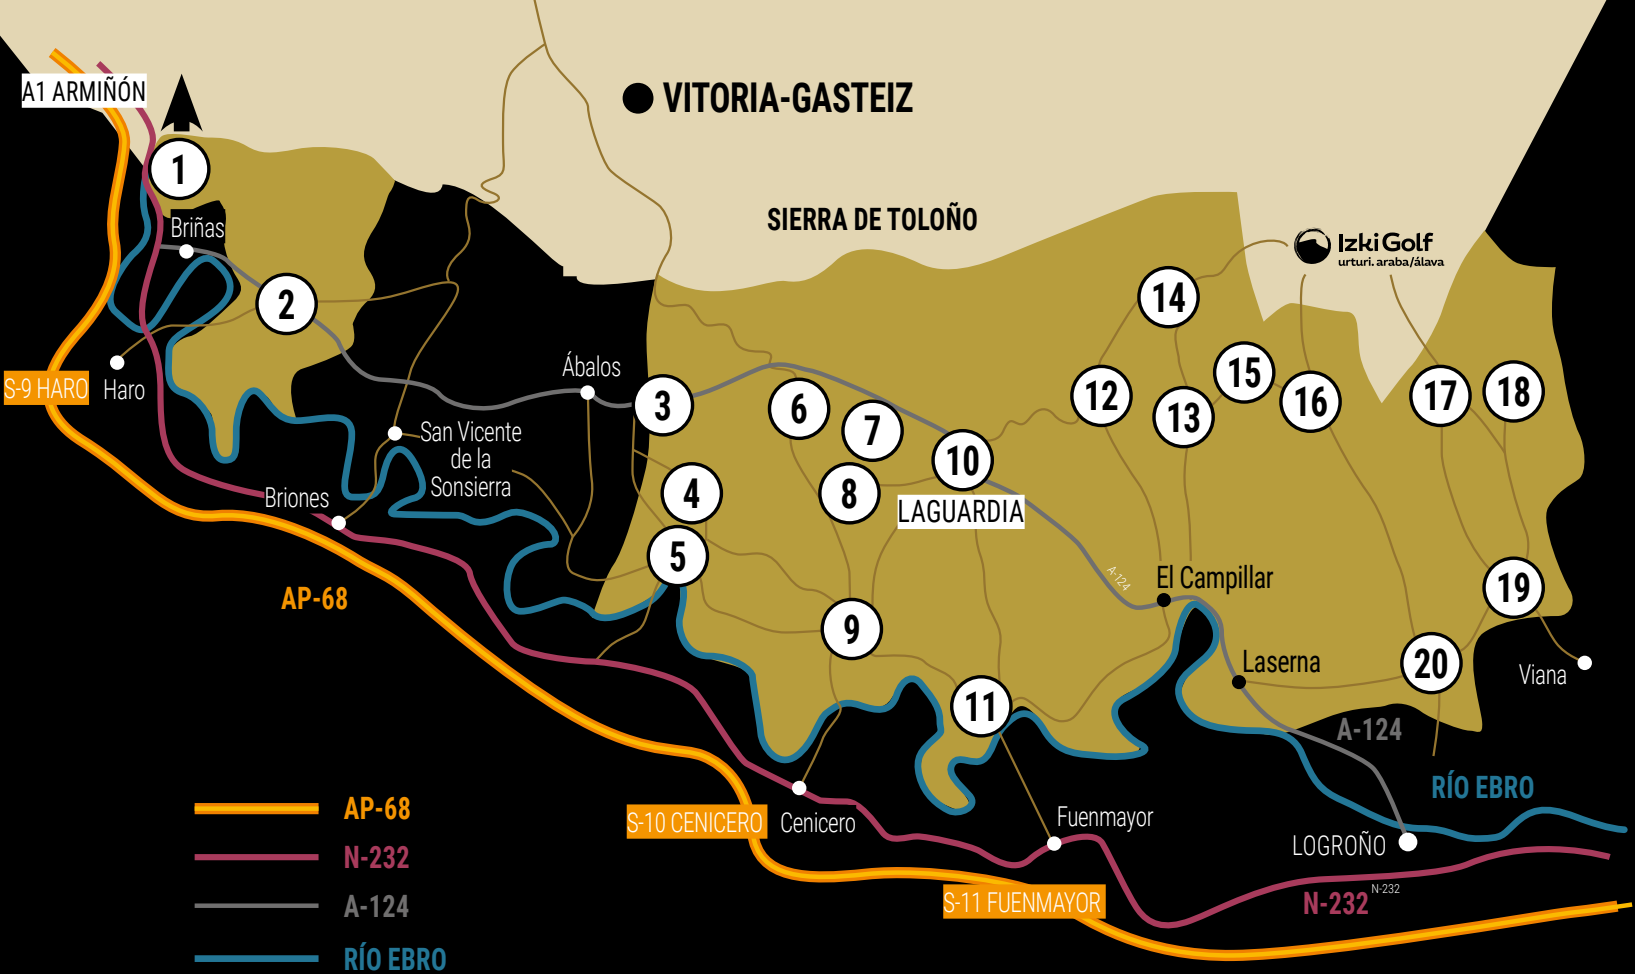 A1 ARMIÑÓN
VITORIA-GASTEIZ
1
SIERRA DE TOLOÑO
Briñas
Izki Golf
urturi. araba/álava
2
14
S-9 HARO
Haro
Ábalos
3
6
7
12
13
15
16
17
18
San Vicente
de la
Sonsierra
10
4
8
LAGUARDIA
Briones
5
A-124
El Campillar
19
AP-68
9
Laserna
20
Viana
11
A-124
RÍO EBRO
AP-68
S-10 CENICERO
Cenicero
Fuenmayor
LOGROÑO
N-232
A-124
S-11 FUENMAYOR
N-232
N-232
RÍO EBRO